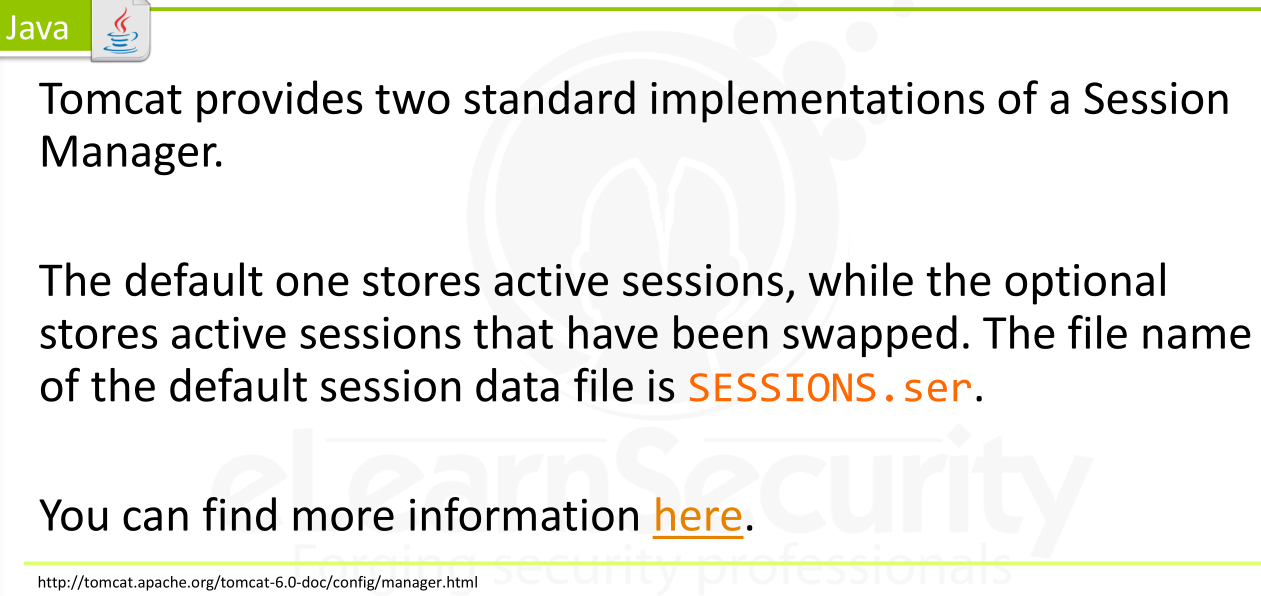 Java
Tomcat provides two standard implementations of a Session
Manager.
The default one stores active sessions, while the optional
stores active sessions that have been swapped. The file name
of the default session data file is SESSIONS.ser.
You can find more information here.
eLearnSecurity
Forging security professionals
http://tomcat.apache.org/tomcat-6.0-doc/config/manager.html